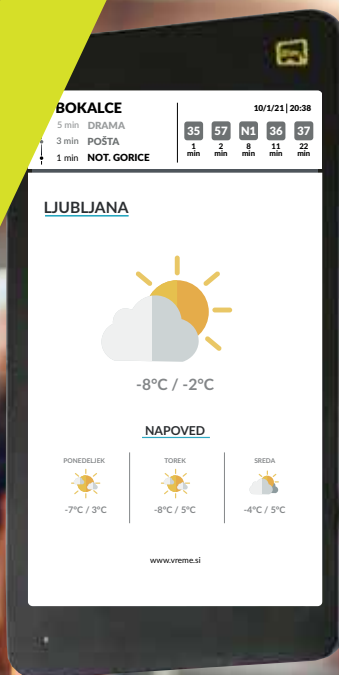 BOKALCE
10/1/21 | 20:38
5 min DRAMA
3 min POŠTA
1 min NOT. GORICE
35 57 N1 36 37
1 2 8 11 22
min min min min min
LJUBLJANA
-8°C / -2°C
NAPOVED
PONEDELJEK TOREK SREDA
-7°C / 3°C -8°C / 5°C -4°C / 5°C
www.vreme.si